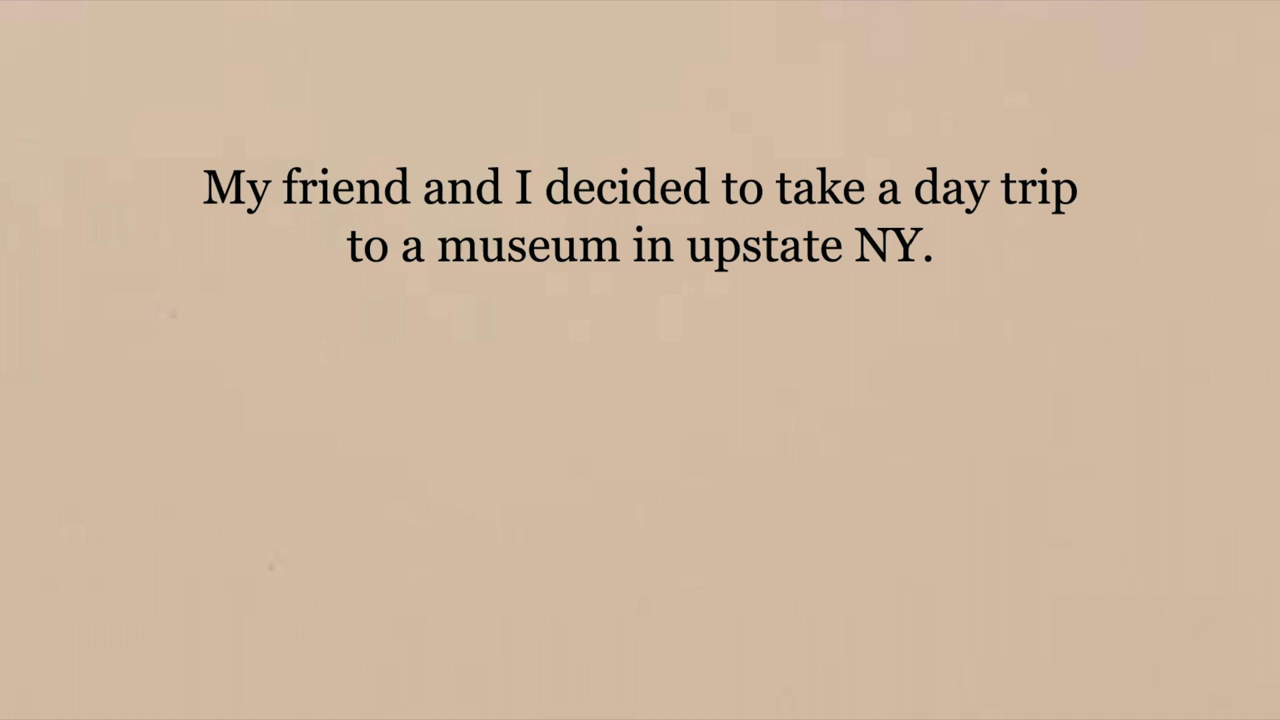 My friend and I decided to take a day trip
to a museum in upstate NY.